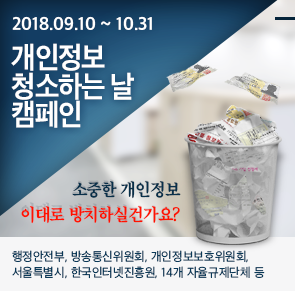 2018.09.10 ~ 10.31
개인정보
청소하는 날
캠페인
소중한 개인정보
이대로 방치하실건가요?
행정안전부, 방송통신위원회, 개인정보보호위원회,
서울특별시, 한국인터넷진흥원, 14개 자율규제단체 등